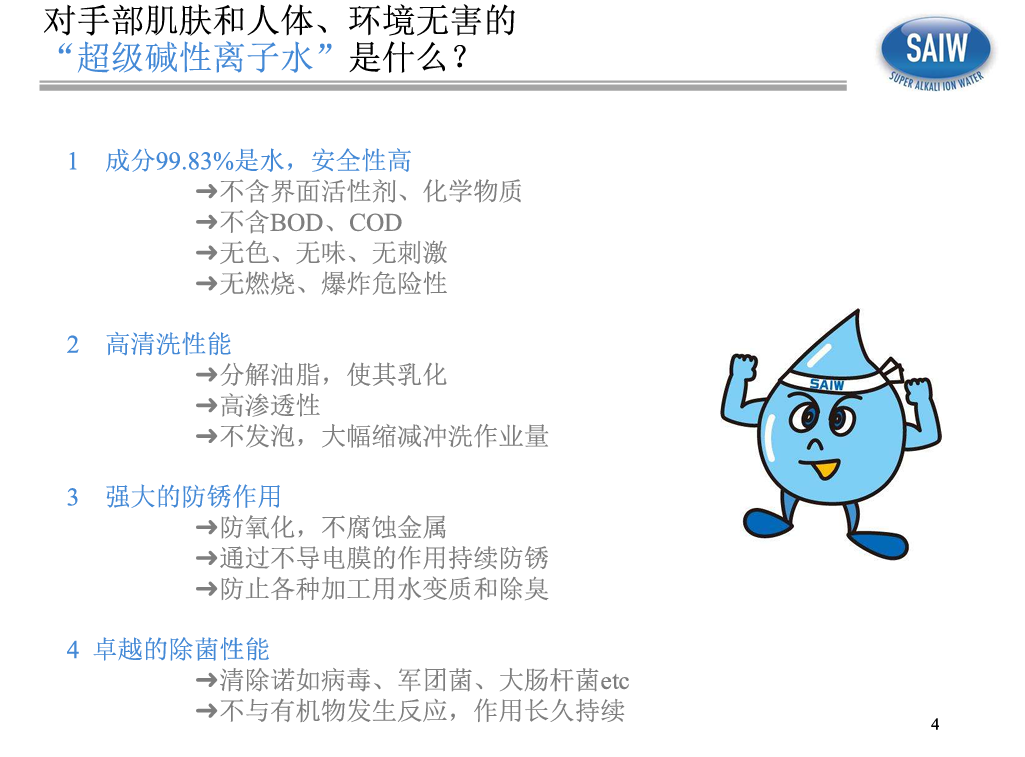 对手部肌肤和人体、环境无害的
“超级碱性离子水”是什么？
SAIW
SUPER ALKALI ION WATER
1 成分99.83%是水，安全性高
➔不含界面活性剂、化学物质
➔不含BOD、COD
➔无色、无味、无刺激
➔无燃烧、爆炸危险性
2 高清洗性能
➔分解油脂，使其乳化
➔高渗透性
➔不发泡，大幅缩减冲洗作业量
SAIW
3 强大的防锈作用
➔防氧化，不腐蚀金属
➔通过不导电膜的作用持续防锈
➔防止各种加工用水变质和除臭
4 卓越的除菌性能
➔清除诺如病毒、军团菌、大肠杆菌etc
➔不与有机物发生反应，作用长久持续
4